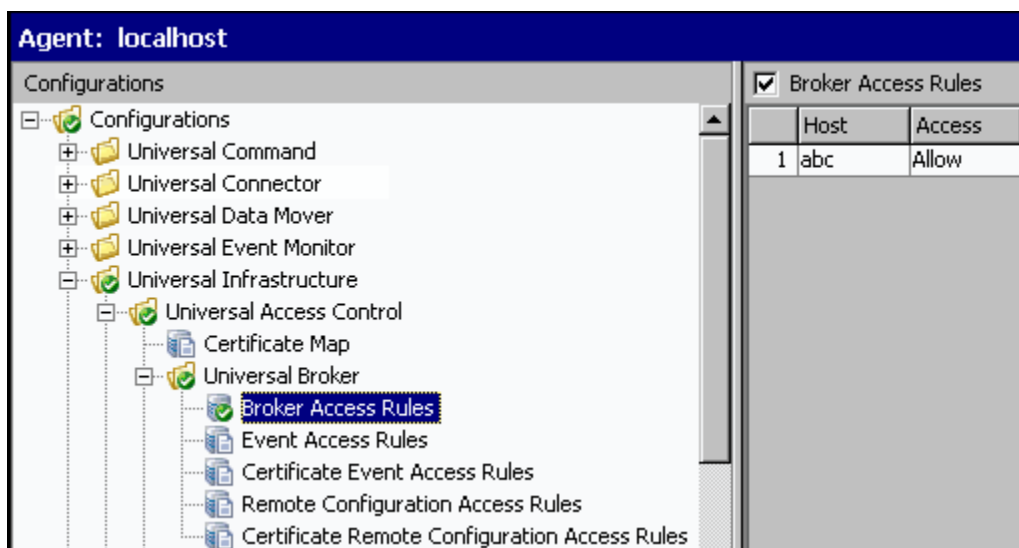 Agent: localhost
Configurations
Configurations
Universal Command
Universal Connector
Universal Data Mover
Universal Event Monitor
Universal Infrastructure
Universal Access Control
Certificate Map
Universal Broker
Broker Access Rules
Event Access Rules
Certificate Event Access Rules
Remote Configuration Access Rules
Certificate Remote Configuration Access Rules
Broker Access Rules
Host Access
1 abc Allow